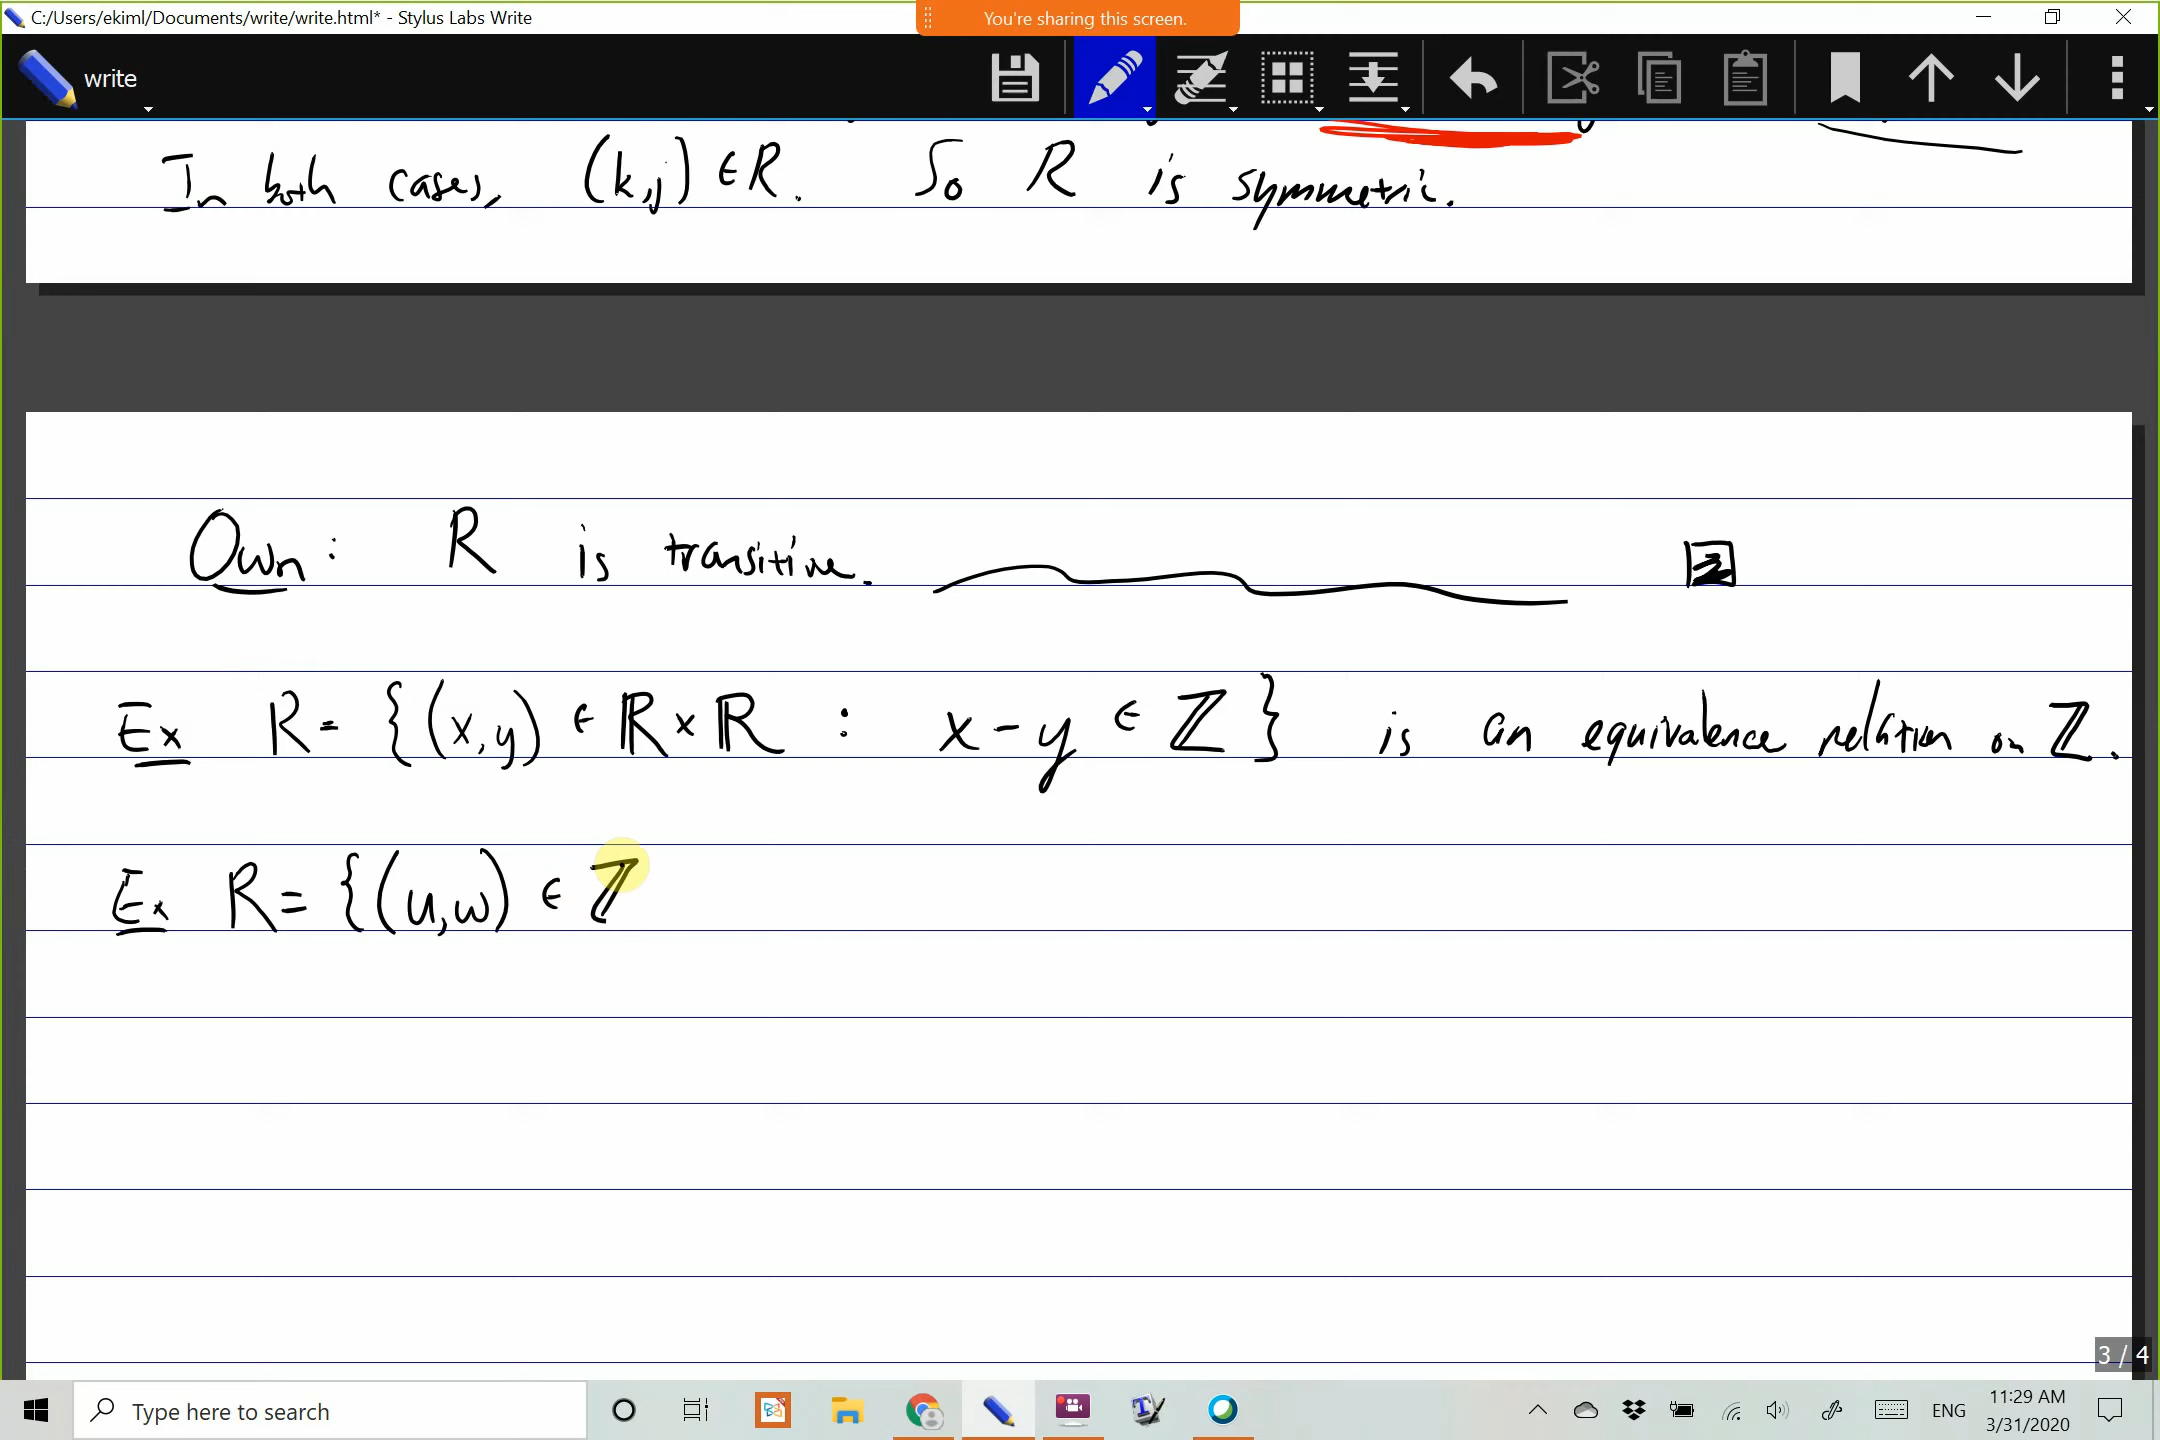 C:/Users/ekiml/Documents/write/write.html* - Stylus Labs Write
You're sharing this screen.
write
In both cases, (k,j) ∈ R. So R is symmetric.
Own: R is transitive.
Ex R = {(x,y) ∈ ℝ×ℝ : x-y ∈ ℤ} is an equivalence relation on ℤ.
Ex R = {(u,w) ∈ ℤ
3 / 4
Type here to search
ENG
11:29 AM
3/31/2020